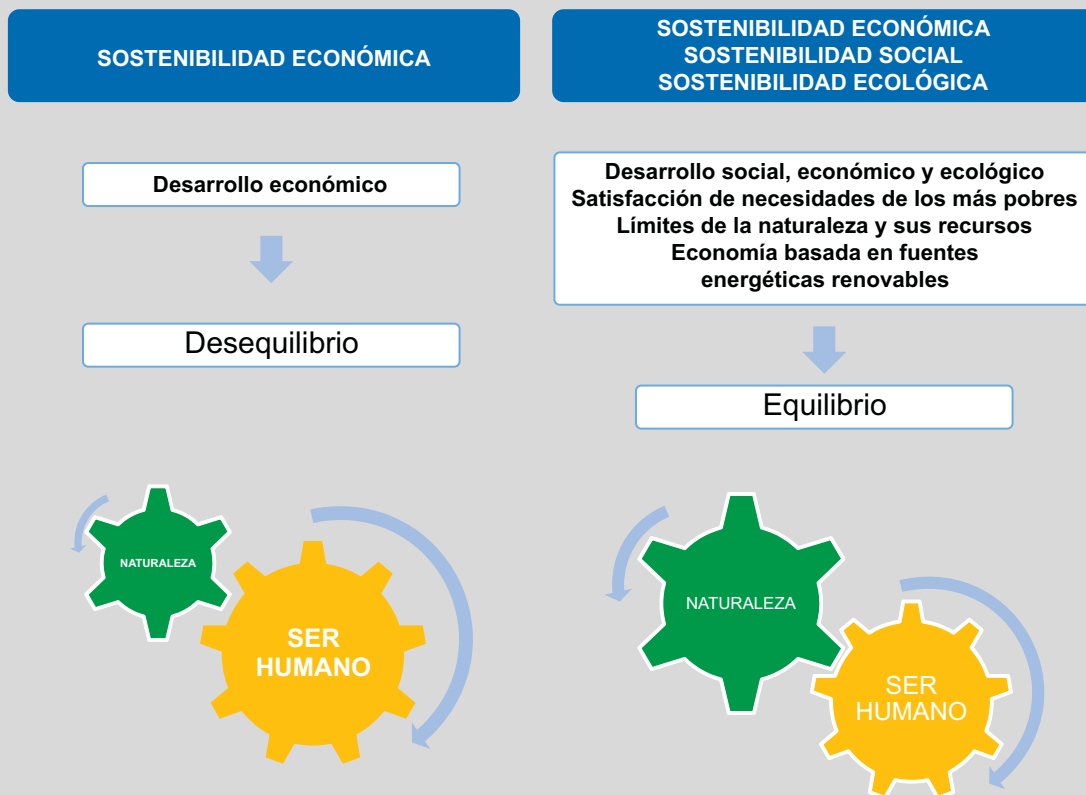 SOSTENIBILIDAD ECONÓMICA
Desarrollo económico
Desequilibrio
NATURALEZA
SER
HUMANO
SOSTENIBILIDAD ECONÓMICA
SOSTENIBILIDAD SOCIAL
SOSTENIBILIDAD ECOLÓGICA
Desarrollo social, económico y ecológico
Satisfacción de necesidades de los más pobres
Límites de la naturaleza y sus recursos
Economía basada en fuentes
energéticas renovables
Equilibrio
NATURALEZA
SER
HUMANO